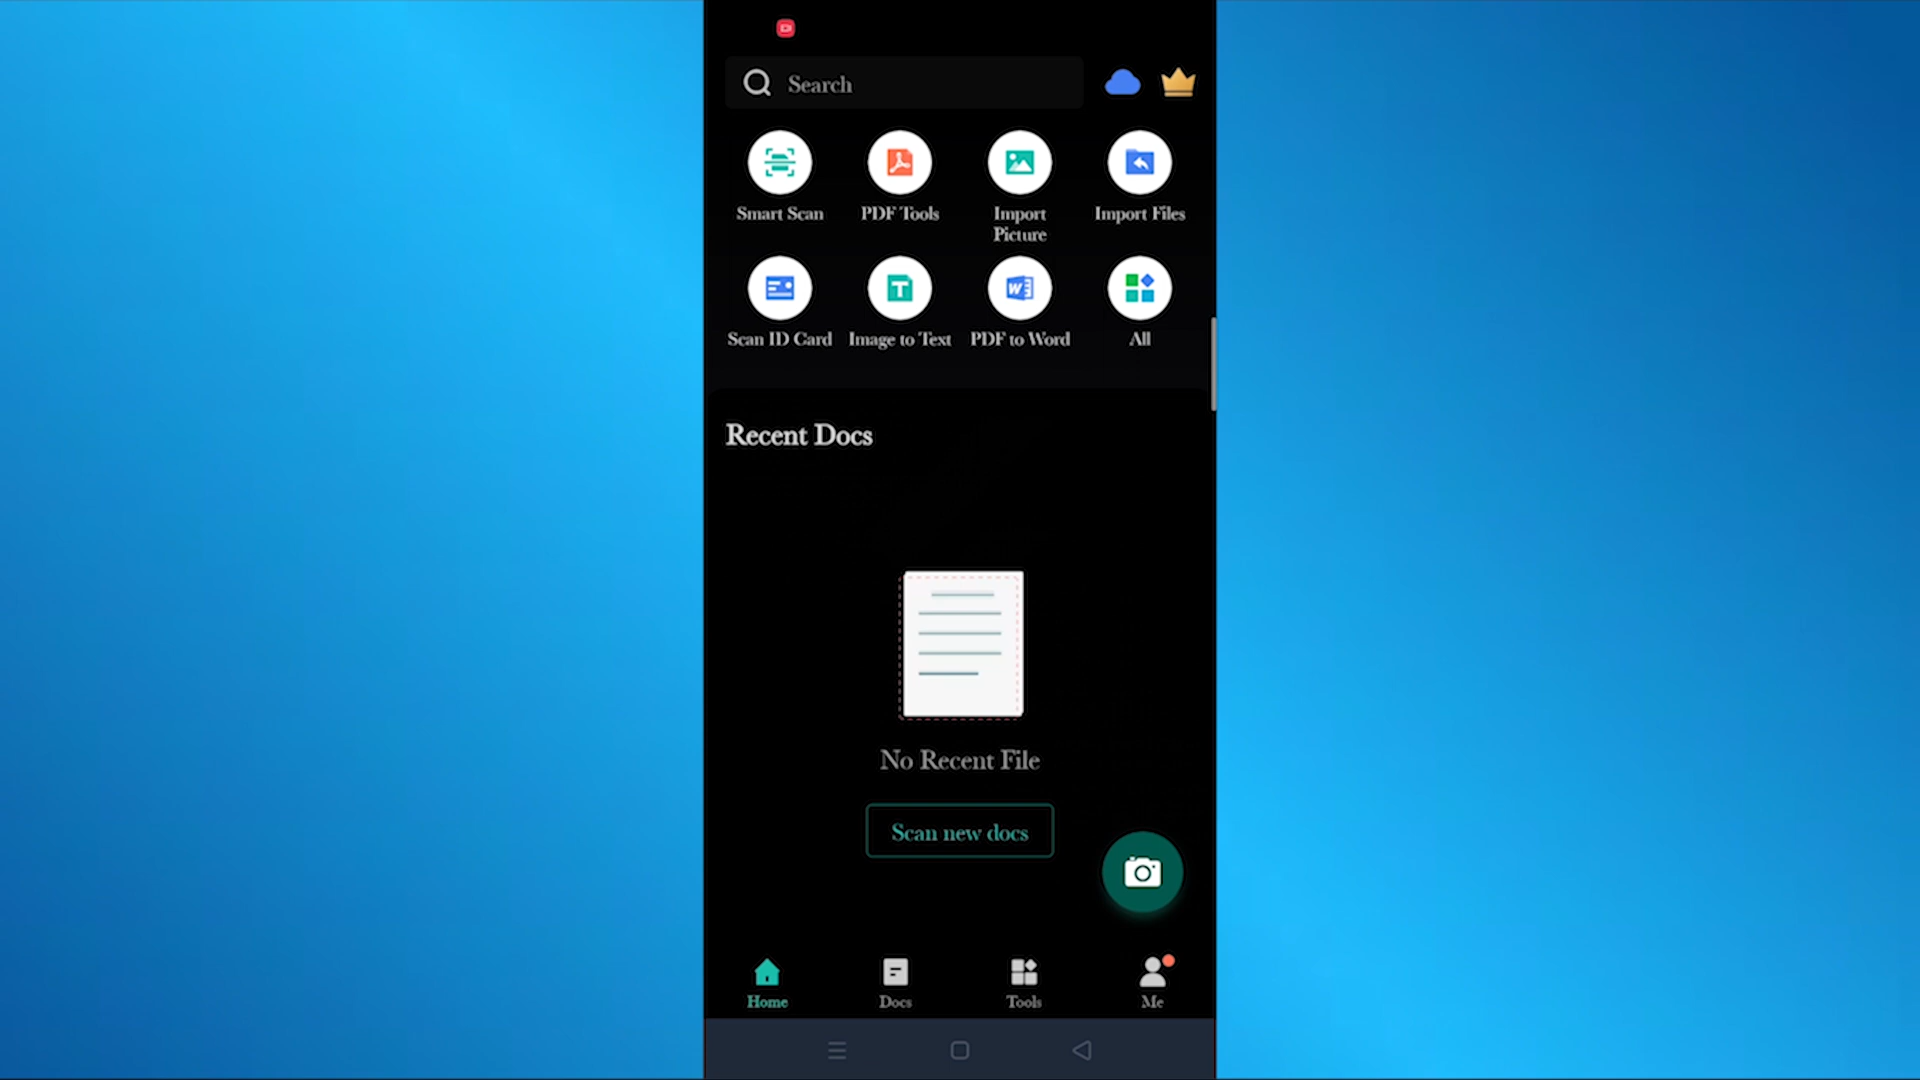 Search
Smart Scan
PDF Tools
Import
Picture
Import Files
Scan ID Card
Image to Text
PDF to Word
All
Recent Docs
No Recent File
Scan new docs
Home
Docs
Tools
Me